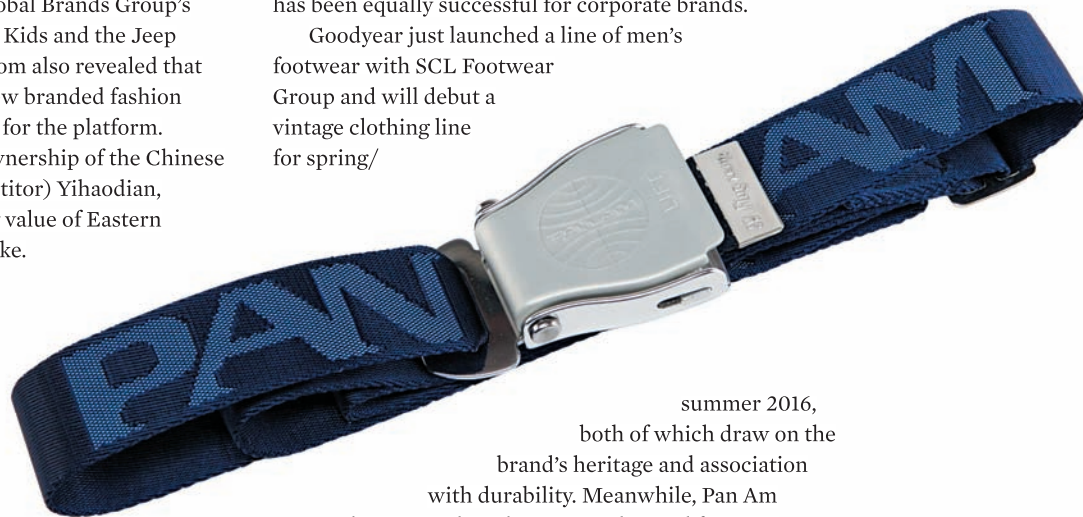 obal Brands Group's
Kids and the Jeep
om also revealed that
w branded fashion
for the platform.
wnership of the Chinese
titor) Yihaodian,
value of Eastern
ke.
has been equally successful for corporate brands.
Goodyear just launched a line of men's
footwear with SCL Footwear
Group and will debut a
vintage clothing line
for spring/
summer 2016,
both of which draw on the
brand's heritage and association
with durability. Meanwhile, Pan Am
PAN
AM
LIFT
PAN AM